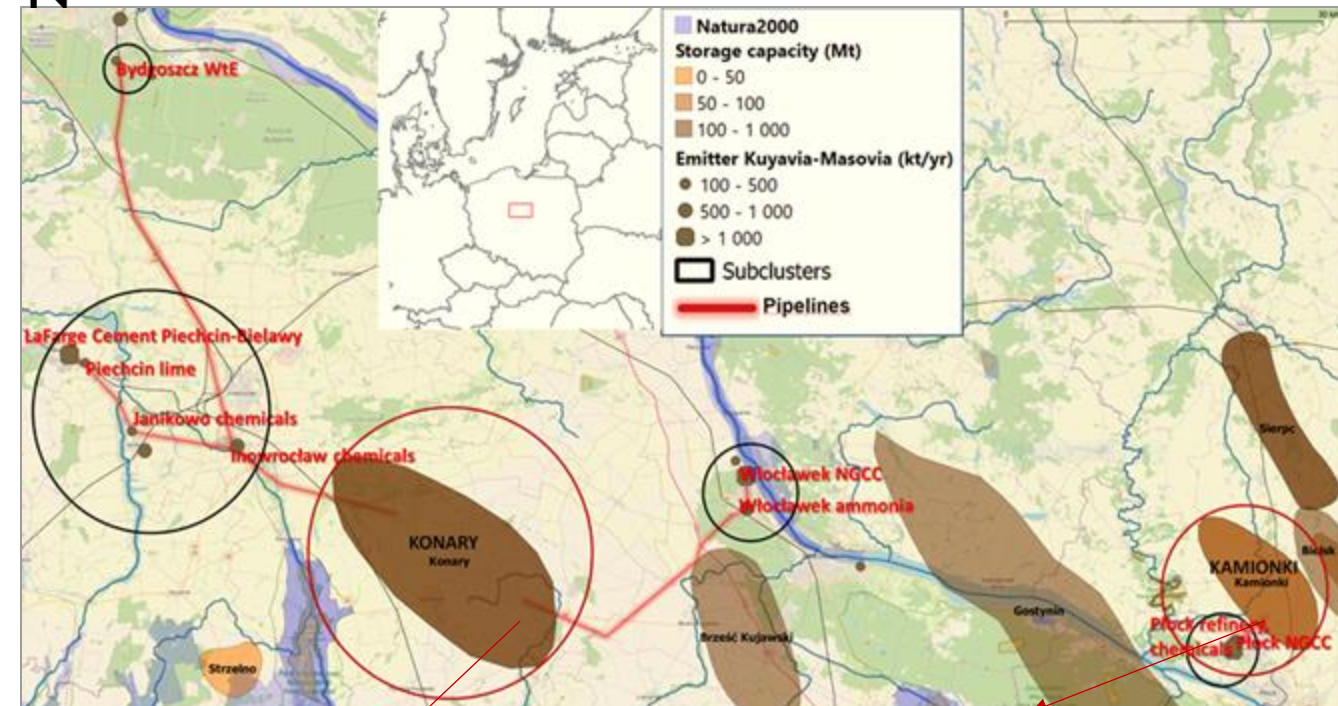 Bydgoszcz WtE
Natura2000
Storage capacity (Mt)
0 - 50
50 - 100
100 - 1 000
Emitter Kuyavia-Masovia (kt/yr)
100 - 500
500 - 1 000
> 1 000
Subclusters
Pipelines
0
LaFarge Cement Piechcin-Bielawy
Piechcin lime
Janikowo chemicals
Inowrocław chemicals
KONARY
Konary
Strzelno
Włocławek NGCC
Włocławek ammonia
Brześć Kujawski
Gostynin
Sierpc
Bielsk
KAMIONKI
Kamionki
Płock refinery,
chemicals
Płock NGCC